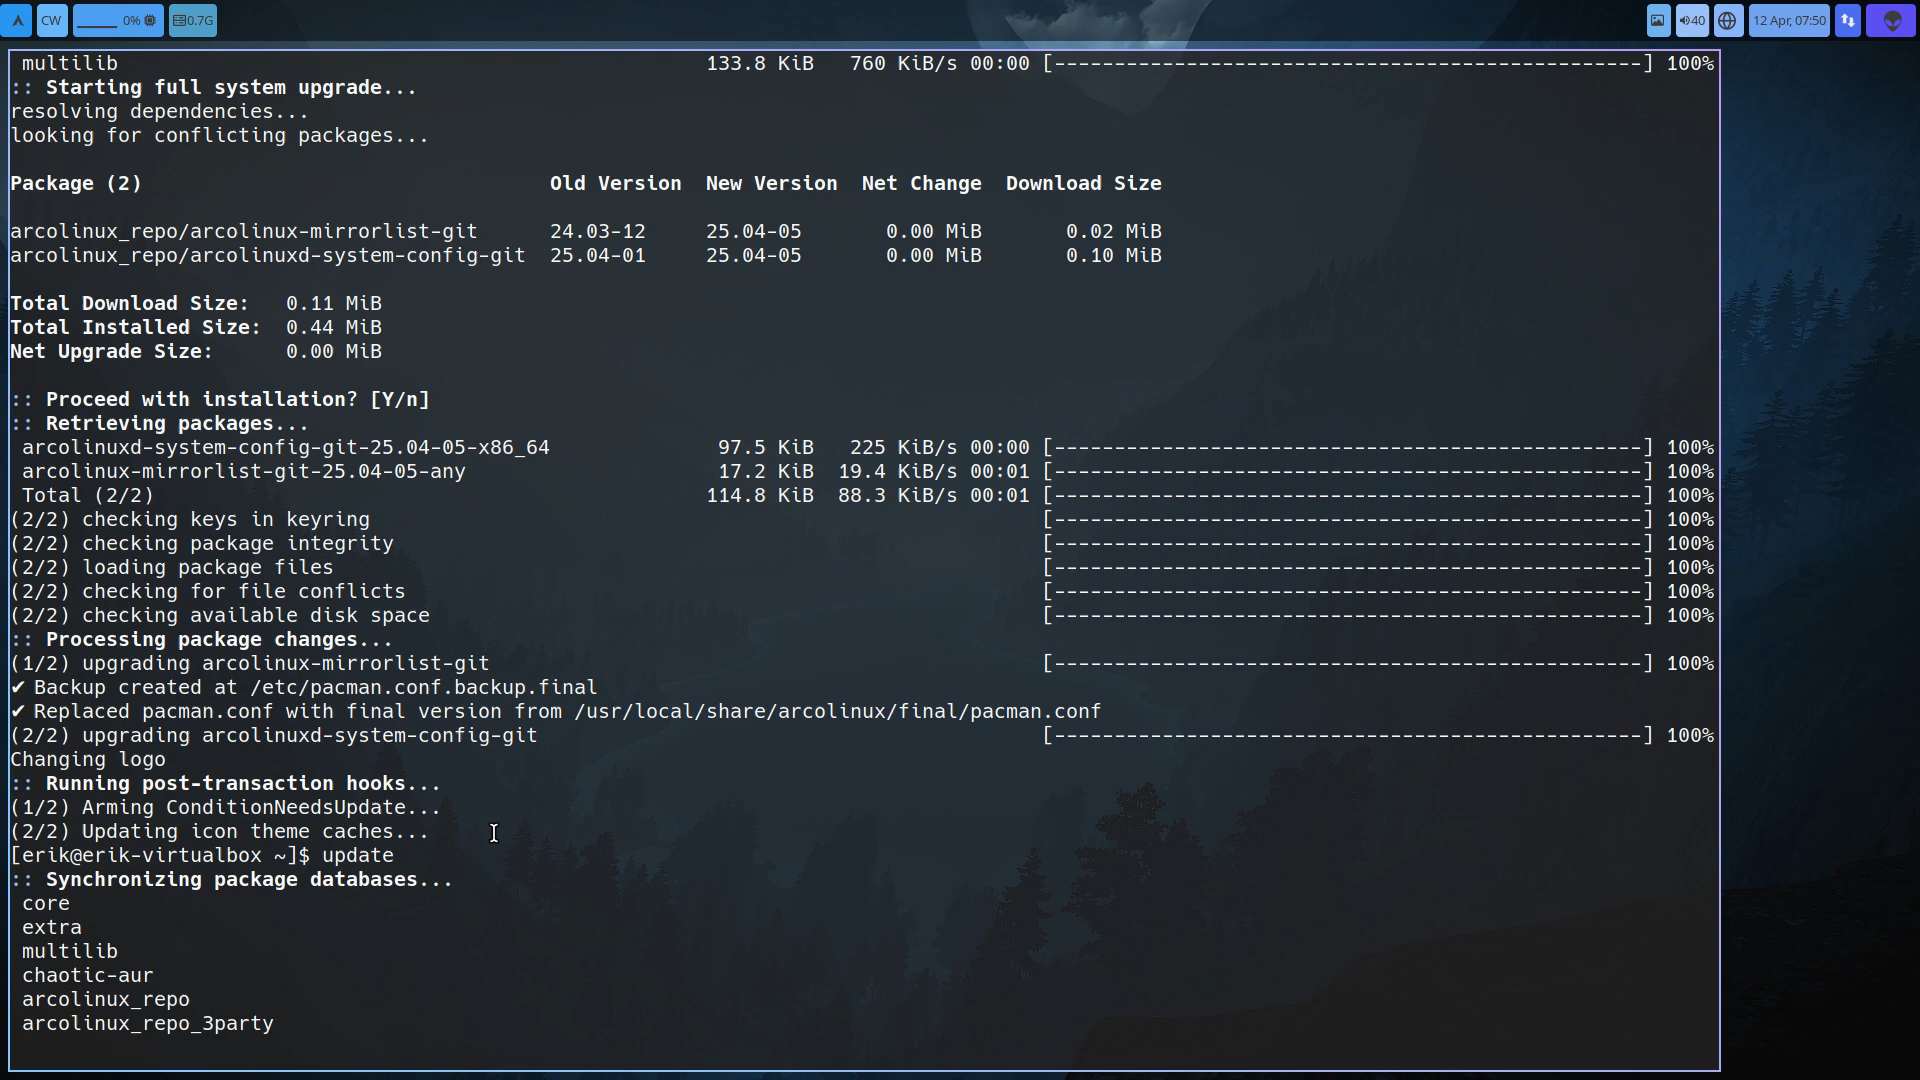 CW 0% 0.7G 40 12 Apr, 07:50
multilib 133.8 KiB 760 KiB/s 00:00 [-------------------------------------------------] 100%
:: Starting full system upgrade...
resolving dependencies...
looking for conflicting packages...
Package (2) Old Version New Version Net Change Download Size
arcolinux_repo/arcolinux-mirrorlist-git 24.03-12 25.04-05 0.00 MiB 0.02 MiB
arcolinux_repo/arcolinuxd-system-config-git 25.04-01 25.04-05 0.00 MiB 0.10 MiB
Total Download Size: 0.11 MiB
Total Installed Size: 0.44 MiB
Net Upgrade Size: 0.00 MiB
:: Proceed with installation? [Y/n]
:: Retrieving packages...
arcolinuxd-system-config-git-25.04-05-x86_64 97.5 KiB 225 KiB/s 00:00 [-------------------------------------------------] 100%
arcolinux-mirrorlist-git-25.04-05-any 17.2 KiB 19.4 KiB/s 00:01 [-------------------------------------------------] 100%
Total (2/2) 114.8 KiB 88.3 KiB/s 00:01 [-------------------------------------------------] 100%
(2/2) checking keys in keyring [-------------------------------------------------] 100%
(2/2) checking package integrity [-------------------------------------------------] 100%
(2/2) loading package files [-------------------------------------------------] 100%
(2/2) checking for file conflicts [-------------------------------------------------] 100%
(2/2) checking available disk space [-------------------------------------------------] 100%
:: Processing package changes...
(1/2) upgrading arcolinux-mirrorlist-git [-------------------------------------------------] 100%
✔ Backup created at /etc/pacman.conf.backup.final
✔ Replaced pacman.conf with final version from /usr/local/share/arcolinux/final/pacman.conf
(2/2) upgrading arcolinuxd-system-config-git [-------------------------------------------------] 100%
Changing logo
:: Running post-transaction hooks...
(1/2) Arming ConditionNeedsUpdate...
(2/2) Updating icon theme caches...
[erik@erik-virtualbox ~]$ update
:: Synchronizing package databases...
core
extra
multilib
chaotic-aur
arcolinux_repo
arcolinux_repo_3party